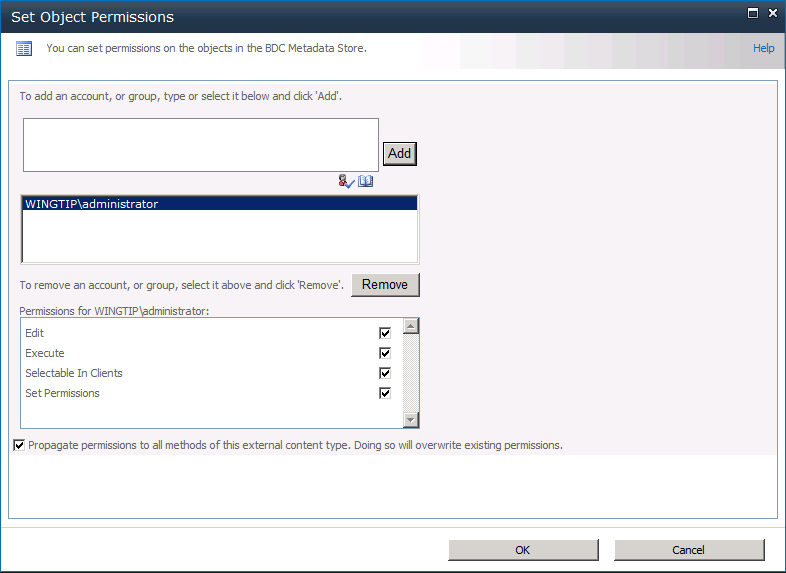 Set Object Permissions
You can set permissions on the objects in the BDC Metadata Store.
Help
To add an account, or group, type or select it below and click 'Add'.
Add
WINGTIP\administrator
To remove an account, or group, select it above and click 'Remove'.
Remove
Permissions for WINGTIP\administrator:
Edit
Execute
Selectable In Clients
Set Permissions
Propagate permissions to all methods of this external content type. Doing so will overwrite existing permissions.
OK
Cancel